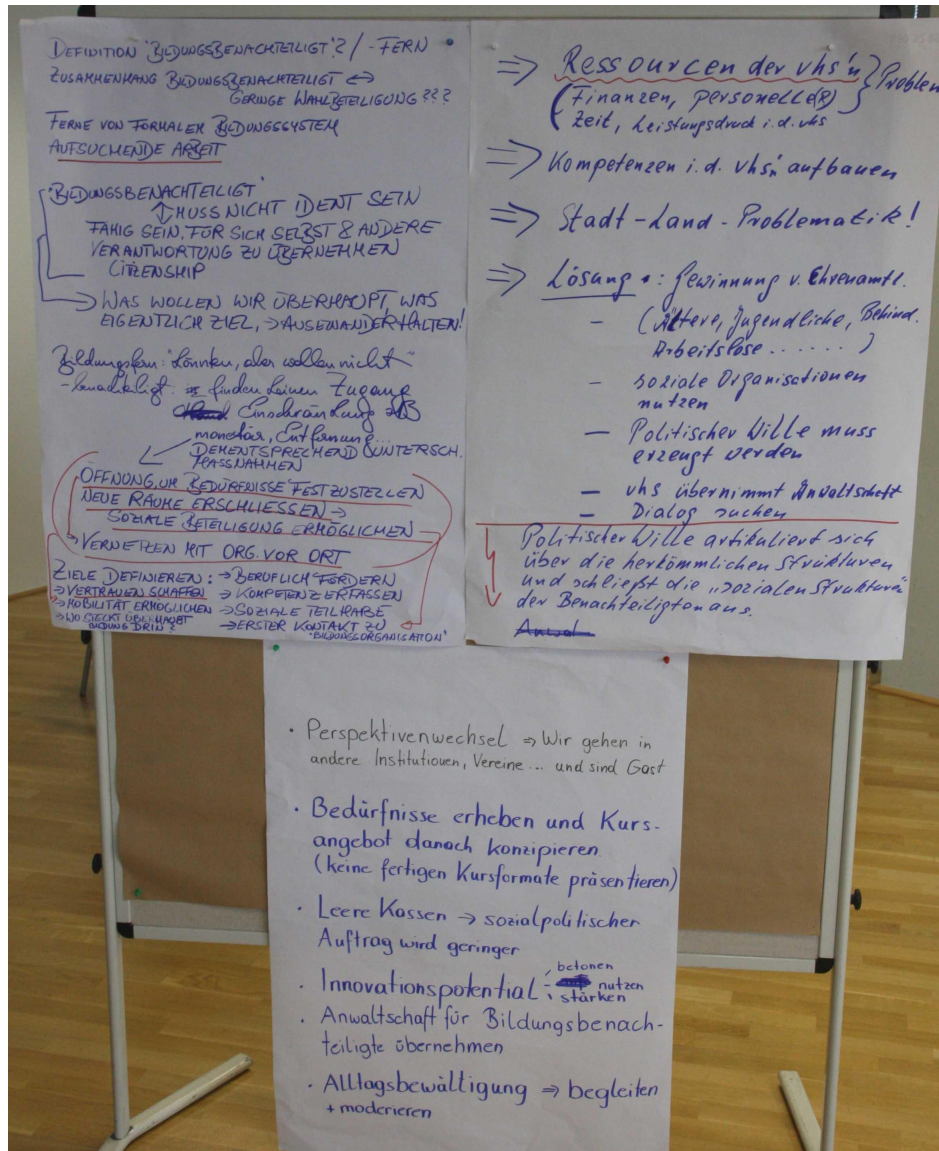 DEFINITION "BILDUNGSBENACHTEILIGT"? / -FERN
ZUSAMMENHANG BILDUNGSBENACHTEILIGT ↔
GERINGE WAHLBETEILIGUNG???
FERNE VON FORMALEM BILDUNGSSYSTEM
AUFSUCHENDE ARBEIT
"BILDUNGSBENACHTEILIGT"
↑ MUSS NICHT IDENT SEIN
FÄHIG SEIN, FÜR SICH SELBST & ANDERE
VERANTWORTUNG ZU ÜBERNEHMEN
CITIZENSHIP
→ WAS WOLLEN WIR ÜBERHAUPT, WAS
EIGENTLICH ZIEL, → AUSEINANDERHALTEN!
Bildungsfern: "könnten, aber wollen nicht"
-benachteiligt: finden keinen Zugang
Einschränkung zB
monetär, Entfernung...
DEMENTSPRECHEND UNTERSCH.
MASSNAHMEN
ÖFFNUNG, UM BEDÜRFNISSE FESTZUSTELLEN
NEUE RÄUME ERSCHLIESSEN →
SOZIALE BETEILIGUNG ERMÖGLICHEN
→ VERNETZEN MIT ORG. VOR ORT
ZIELE DEFINIEREN: → BERUFLICH FÖRDERN
→ VERTRAUEN SCHAFFEN → KOMPETENZ ERFASSEN
→ MOBILITÄT ERMÖGLICHEN → SOZIALE TEILHABE
→ WO STECKT ÜBERHAUPT → ERSTER KONTAKT ZU
BILDUNG DRIN? "BILDUNGSORGANISATION"
⇒ Ressourcen der vhs'n } Problem
(Finanzen, personelle(R)
Zeit, Leistungsdruck i.d. vhs
⇒ Kompetenzen i.d. vhs'n aufbauen
⇒ Stadt-Land-Problematik!
⇒ Lösung: Gewinnung v. Ehrenamtl.
- (Ältere, Jugendliche, Behind.
Arbeitslose ......)
- soziale Organisationen
nutzen
- Politischer Wille muss
erzeugt werden
- vhs übernimmt Anwaltschaft
- Dialog suchen
Politischer Wille artikuliert sich
über die herkömmlichen Strukturen
und schließt die "sozialen Strukturen"
der Benachteiligten aus.
· Perspektivenwechsel ⇒ Wir gehen in
andere Institutionen, Vereine ... und sind Gast
· Bedürfnisse erheben und Kurs-
angebot danach konzipieren
(keine fertigen Kursformate präsentieren)
· Leere Kassen → sozialpolitischer
Auftrag wird geringer
betonen
· Innovationspotential - nutzen
stärken
· Anwaltschaft für Bildungsbenach-
teiligte übernehmen
· Alltagsbewältigung ⇒ begleiten
+ moderieren